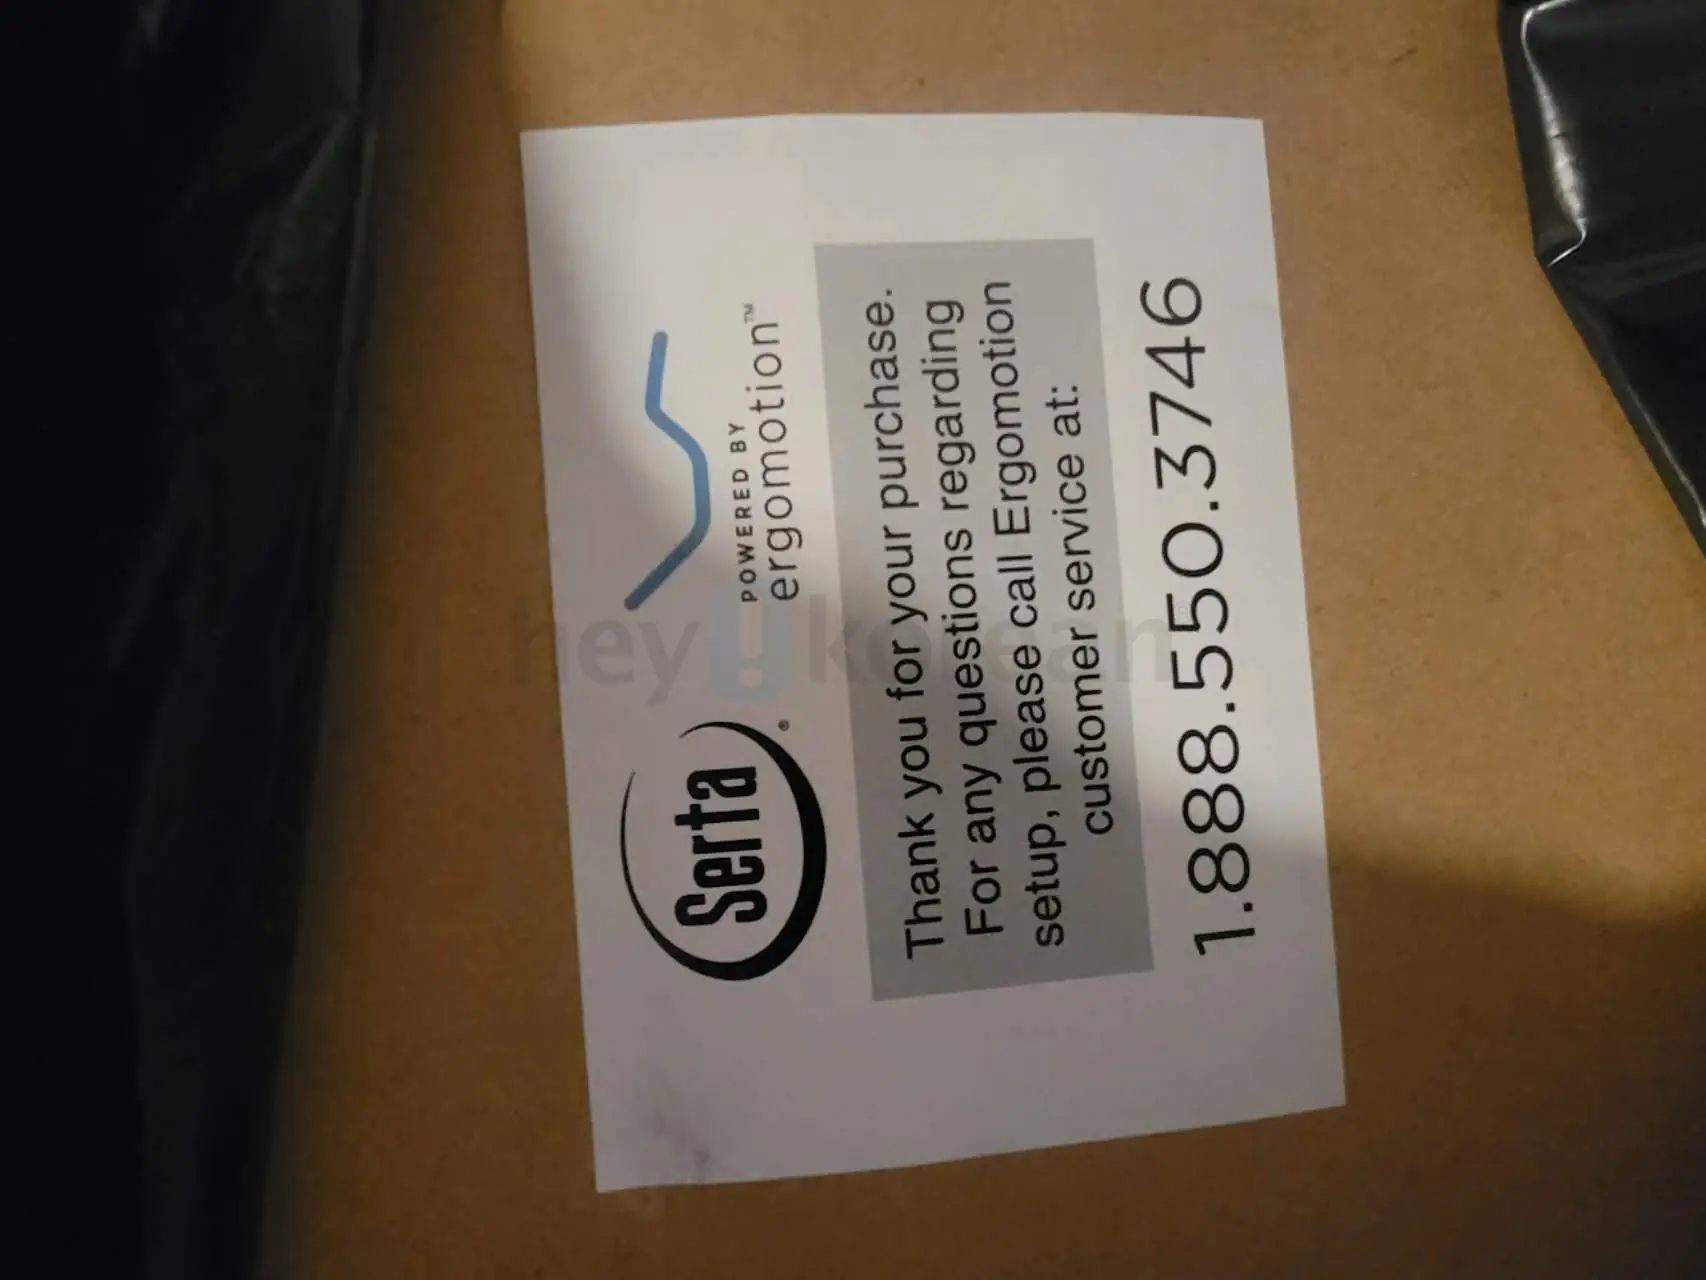 Serta®
POWERED BY
ergomotion™
Thank you for your purchase.
For any questions regarding
setup, please call Ergomotion
customer service at:
1.888.550.3746
heyUkorean